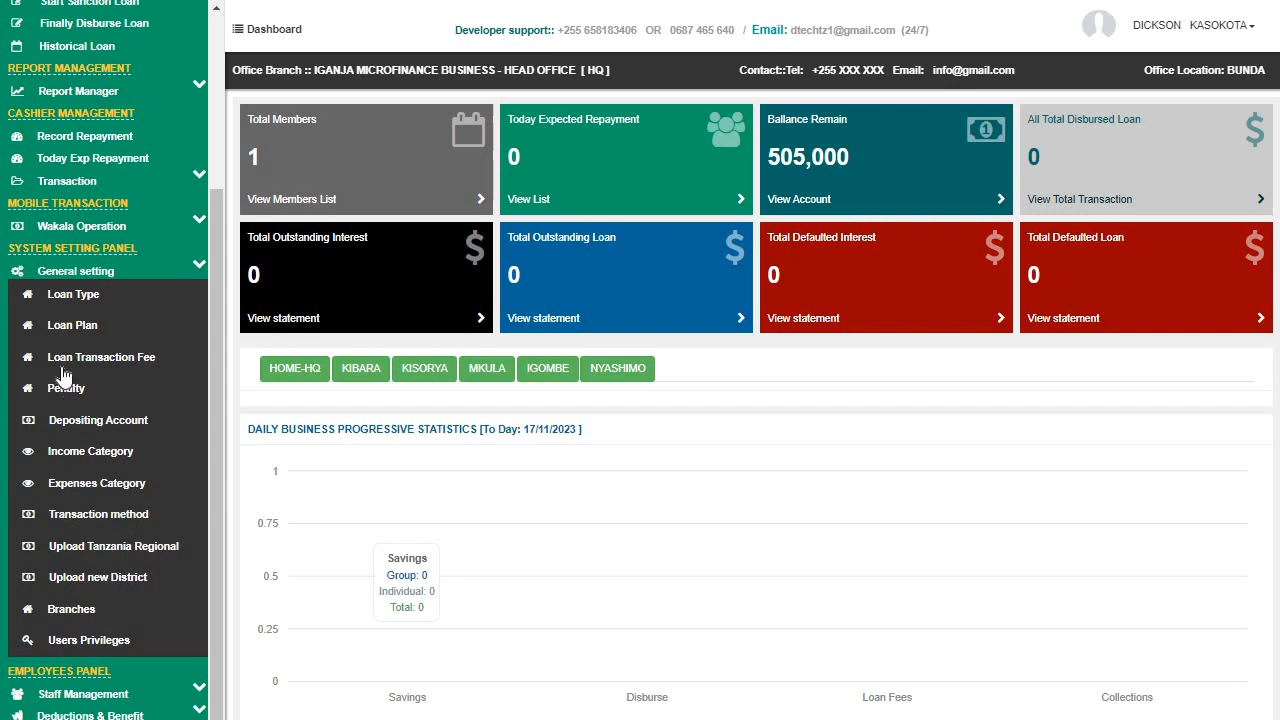 Start Sanction Loan
Finally Disburse Loan
Historical Loan
REPORT MANAGEMENT
Report Manager
CASHIER MANAGEMENT
Record Repayment
Today Exp Repayment
Transaction
MOBILE TRANSACTION
Wakala Operation
SYSTEM SETTING PANEL
General setting
Loan Type
Loan Plan
Loan Transaction Fee
Penalty
Depositing Account
Income Category
Expenses Category
Transaction method
Upload Tanzania Regional
Upload new District
Branches
Users Privileges
EMPLOYEES PANEL
Staff Management
Deductions & Benefit
Dashboard
Developer support:: +255 658183406 OR 0687 465 640 / Email: dtechtz1@gmail.com (24/7)
DICKSON KASOKOTA
Office Branch :: IGANJA MICROFINANCE BUSINESS - HEAD OFFICE [ HQ ] Contact::Tel: +255 XXX XXX Email: info@gmail.com Office Location: BUNDA
Total Members
1
View Members List
Today Expected Repayment
0
View List
Ballance Remain
505,000
View Account
All Total Disbursed Loan
0
View Total Transaction
Total Outstanding Interest
0
View statement
Total Outstanding Loan
0
View statement
Total Defaulted Interest
0
View statement
Total Defaulted Loan
0
View statement
HOME-HQ KIBARA KISORYA MKULA IGOMBE NYASHIMO
DAILY BUSINESS PROGRESSIVE STATISTICS [To Day: 17/11/2023 ]
1
0.75
0.5
0.25
0
Savings
Group: 0
Individual: 0
Total: 0
Savings Disburse Loan Fees Collections